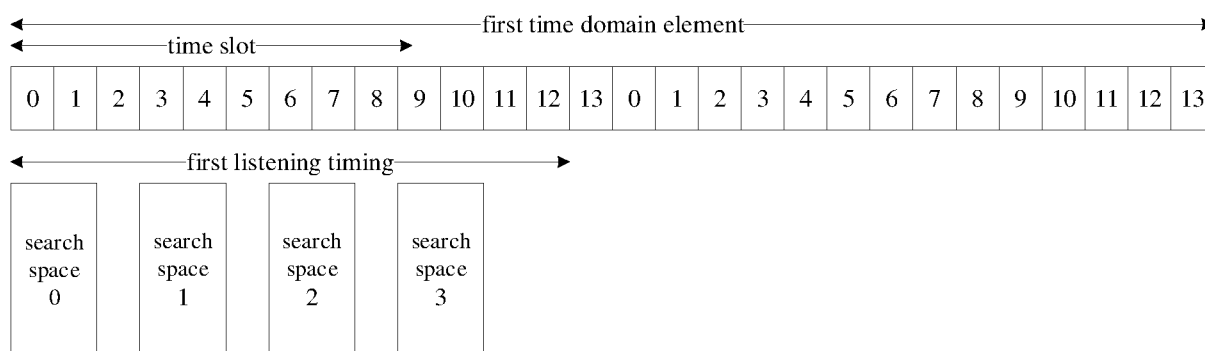 first time domain element
time slot
0 1 2 3 4 5 6 7 8 9 10 11 12 13 0 1 2 3 4 5 6 7 8 9 10 11 12 13
first listening timing
search space 0
search space 1
search space 2
search space 3